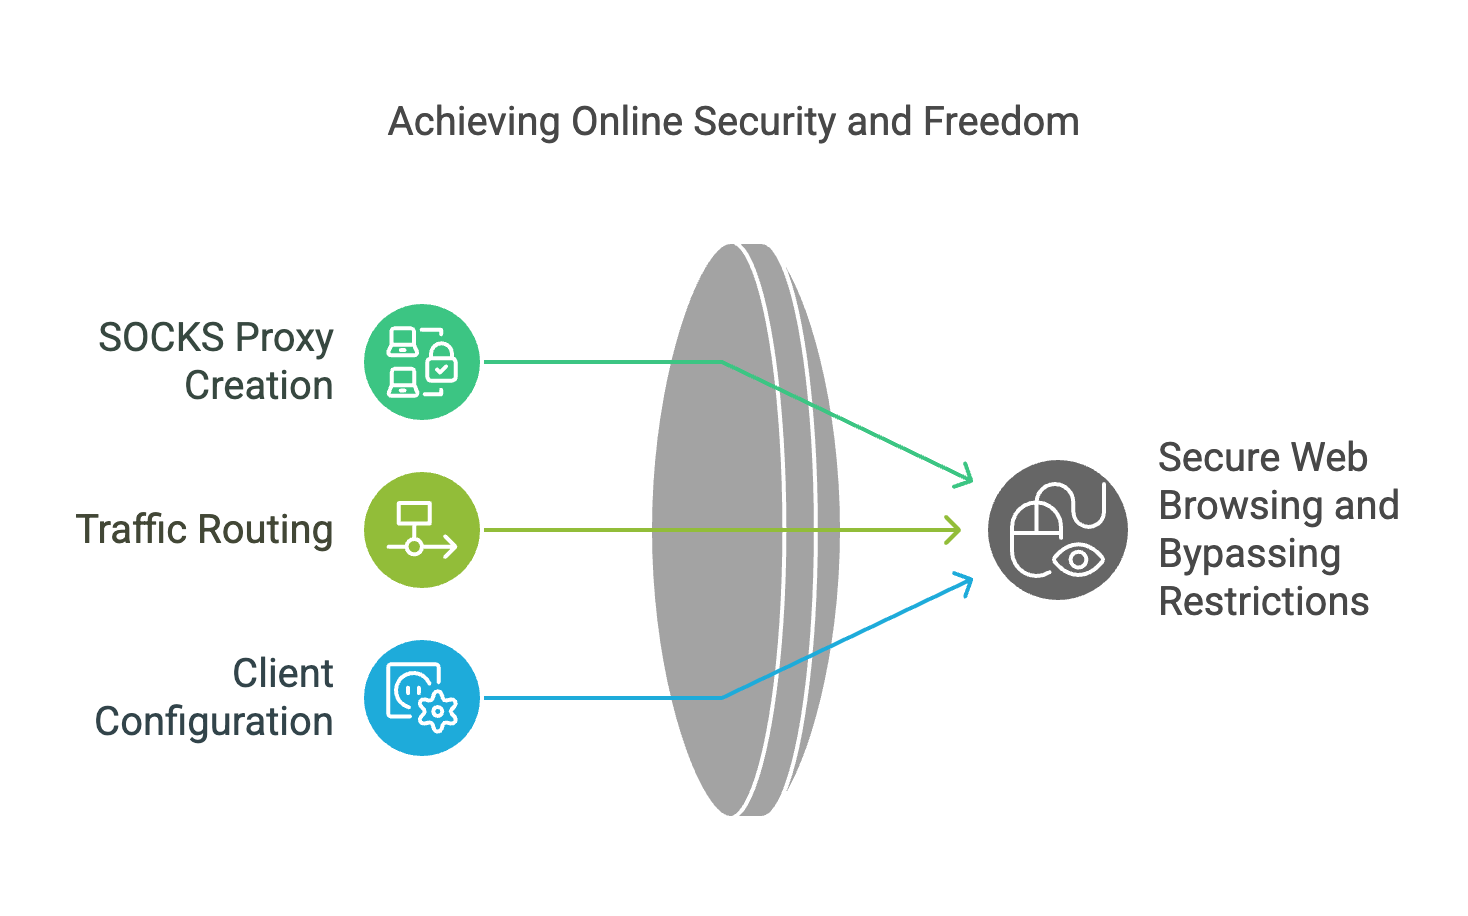 Achieving Online Security and Freedom
SOCKS Proxy
Creation
Traffic Routing
Client
Configuration
Secure Web
Browsing and
Bypassing
Restrictions